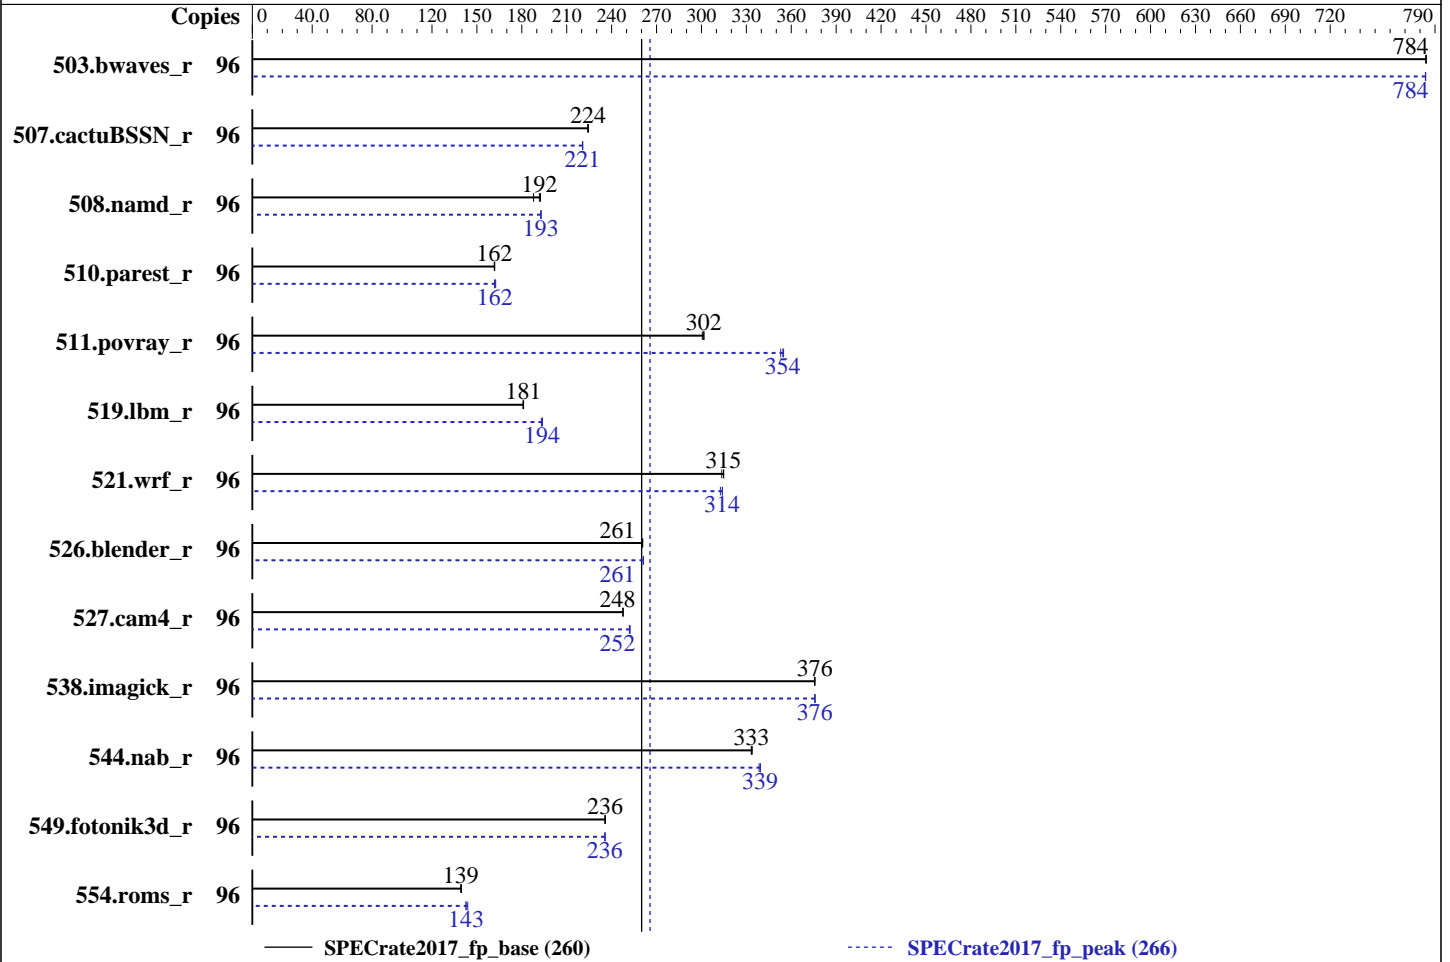 Copies 0 40.0 80.0 120 150 180 210 240 270 300 330 360 390 420 450 480 510 540 570 600 630 660 690 720 790
784
503.bwaves_r 96
784
224
507.cactuBSSN_r 96
221
192
508.namd_r 96
193
162
510.parest_r 96
162
302
511.povray_r 96
354
181
519.lbm_r 96
194
315
521.wrf_r 96
314
261
526.blender_r 96
261
248
527.cam4_r 96
252
376
538.imagick_r 96
376
333
544.nab_r 96
339
236
549.fotonik3d_r 96
236
139
554.roms_r 96
143
SPECrate2017_fp_base (260) SPECrate2017_fp_peak (266)